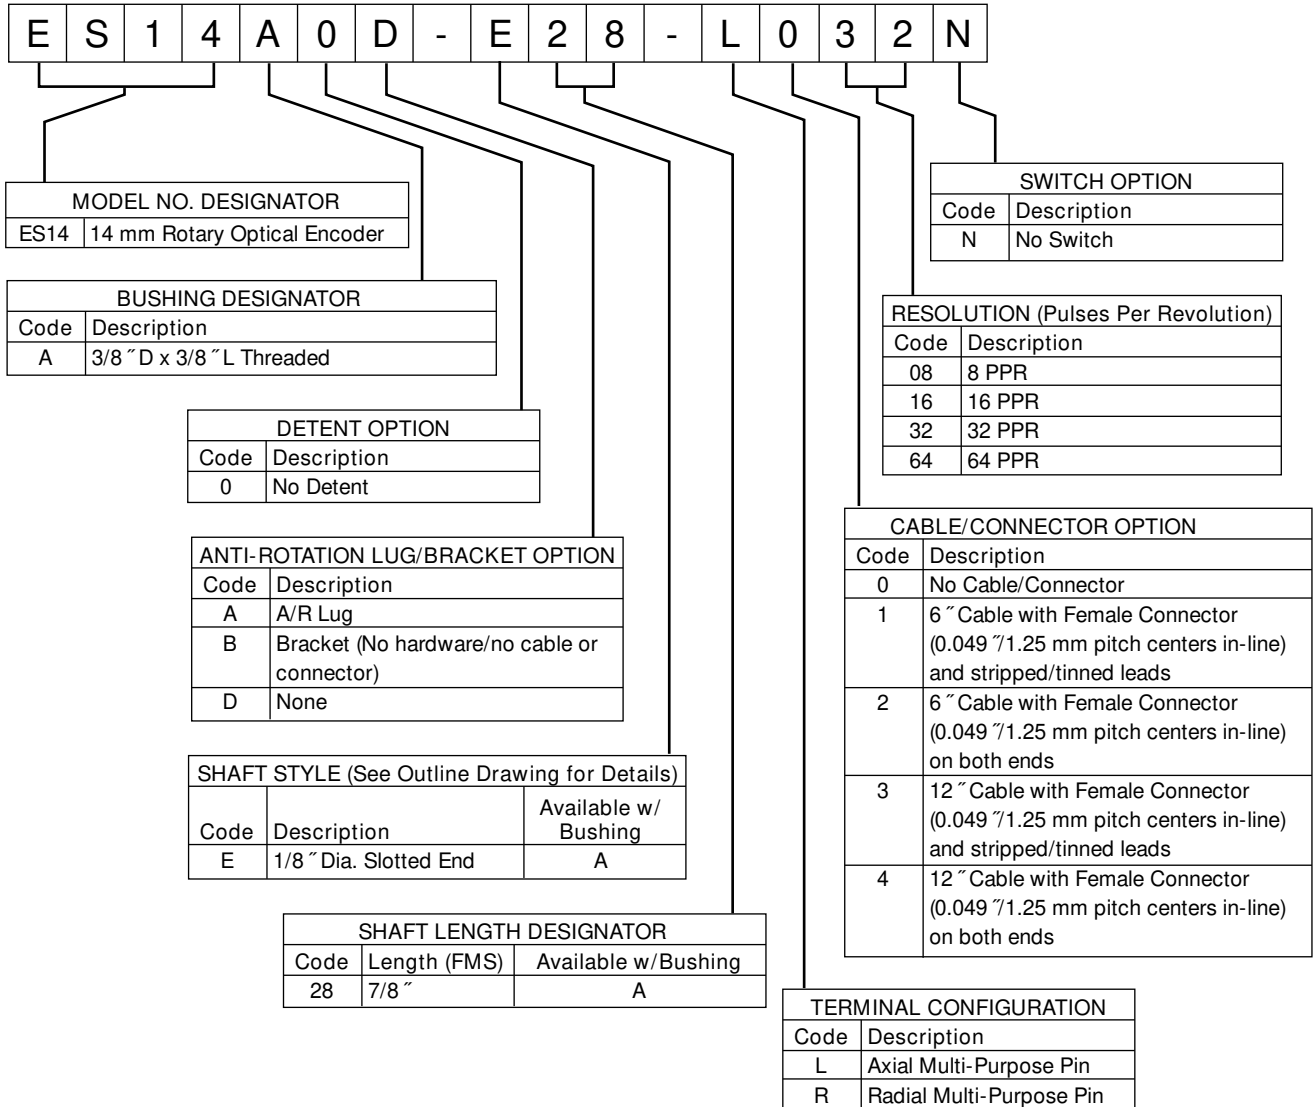 E S 1 4 A 0 D - E 2 8 - L 0 3 2 N
MODEL NO. DESIGNATOR
ES14 14 mm Rotary Optical Encoder
BUSHING DESIGNATOR
Code Description
A 3/8˝ D x 3/8˝ L Threaded
DETENT OPTION
Code Description
0 No Detent
ANTI-ROTATION LUG/BRACKET OPTION
Code Description
A A/R Lug
B Bracket (No hardware/no cable or
connector)
D None
SHAFT STYLE (See Outline Drawing for Details)
Available w/
Code Description Bushing
E 1/8˝ Dia. Slotted End A
SHAFT LENGTH DESIGNATOR
Code Length (FMS) Available w/Bushing
28 7/8˝ A
SWITCH OPTION
Code Description
N No Switch
RESOLUTION (Pulses Per Revolution)
Code Description
08 8 PPR
16 16 PPR
32 32 PPR
64 64 PPR
CABLE/CONNECTOR OPTION
Code Description
0 No Cable/Connector
1 6˝ Cable with Female Connector
(0.049˝/1.25 mm pitch centers in-line)
and stripped/tinned leads
2 6˝ Cable with Female Connector
(0.049˝/1.25 mm pitch centers in-line)
on both ends
3 12˝ Cable with Female Connector
(0.049˝/1.25 mm pitch centers in-line)
and stripped/tinned leads
4 12˝ Cable with Female Connector
(0.049˝/1.25 mm pitch centers in-line)
on both ends
TERMINAL CONFIGURATION
Code Description
L Axial Multi-Purpose Pin
R Radial Multi-Purpose Pin